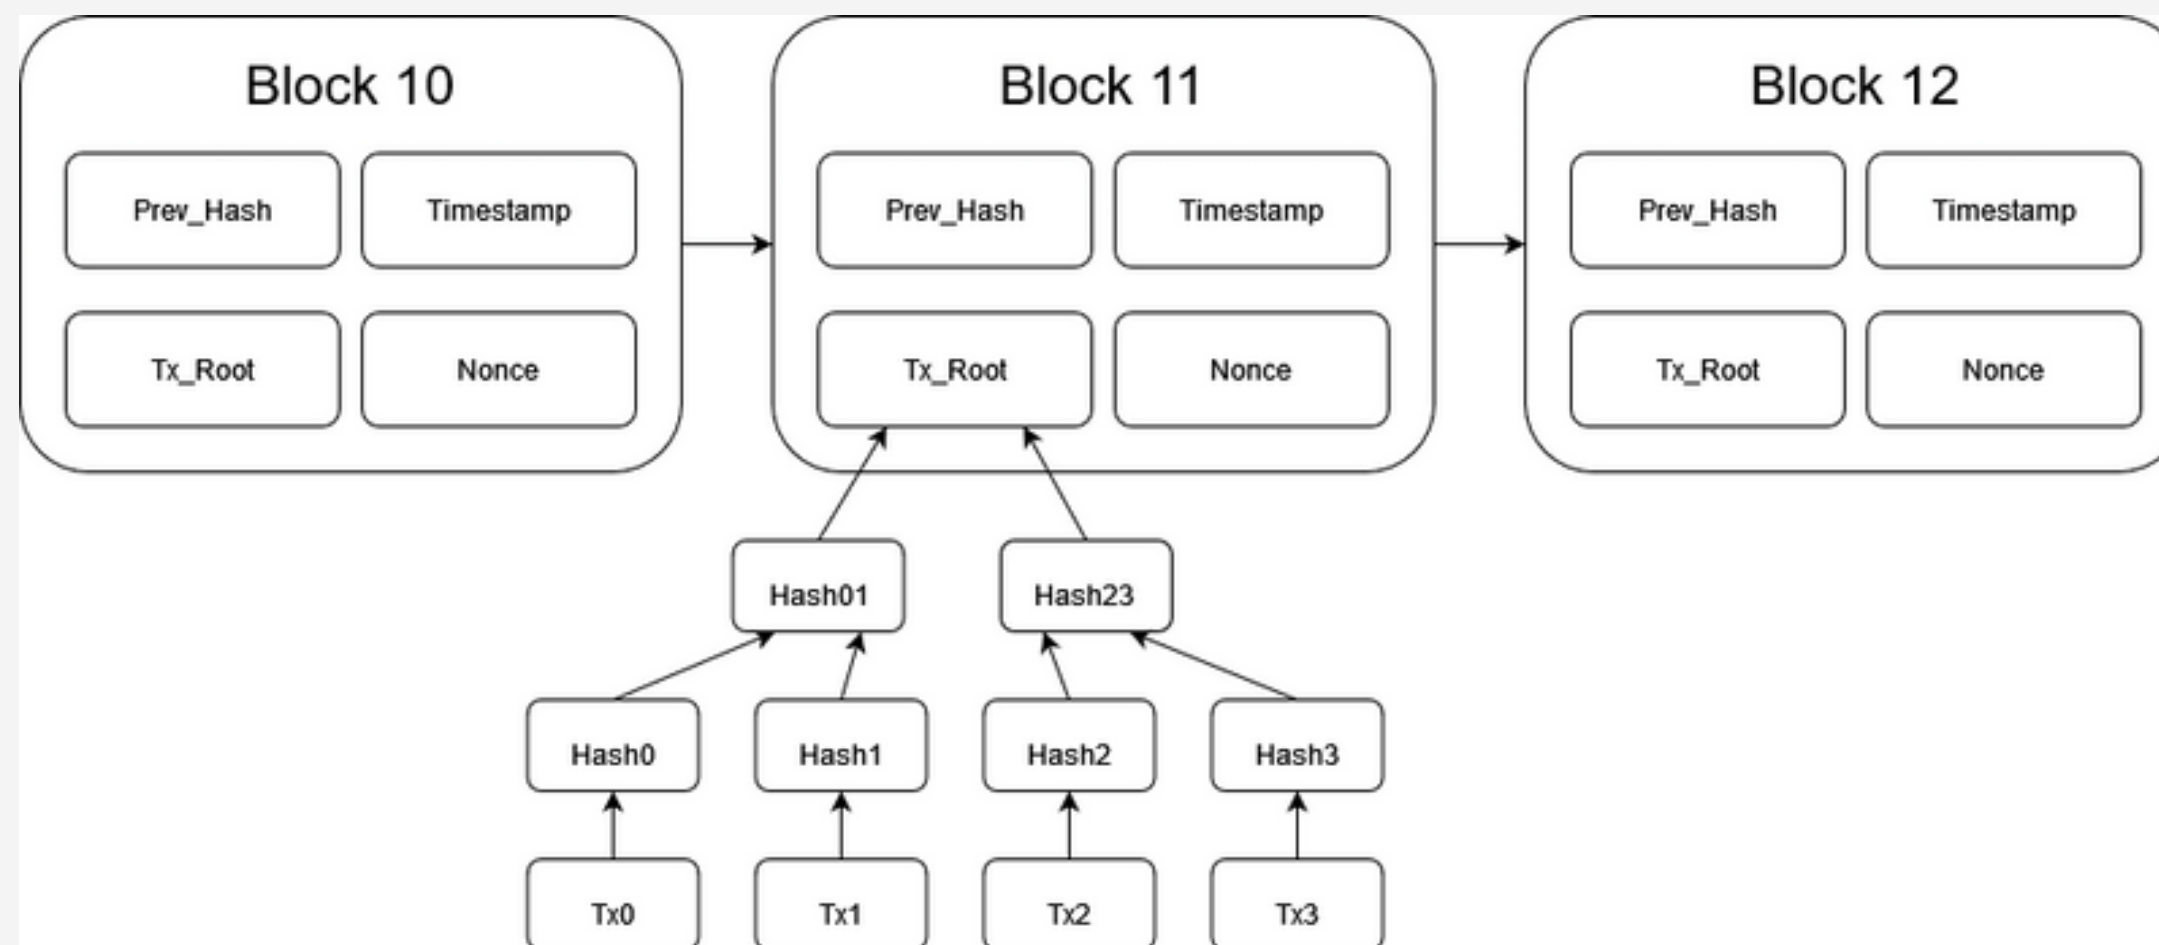 Block 10
Block 11
Block 12
Prev_Hash
Timestamp
Prev_Hash
Timestamp
Prev_Hash
Timestamp
Tx_Root
Nonce
Tx_Root
Nonce
Tx_Root
Nonce
Hash01
Hash23
Hash0
Hash1
Hash2
Hash3
Tx0
Tx1
Tx2
Tx3